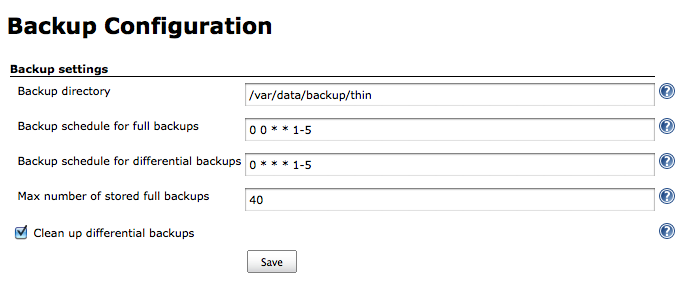 Backup Configuration
Backup settings
Backup directory /var/data/backup/thin ?
Backup schedule for full backups 0 0 * * 1-5 ?
Backup schedule for differential backups 0 * * * 1-5 ?
Max number of stored full backups 40 ?
Clean up differential backups ?
Save